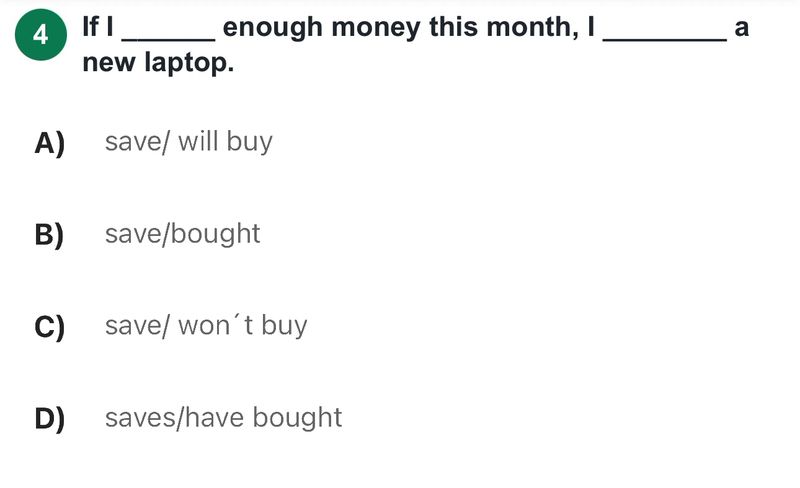 4 If I ______ enough money this month, I ________ a
new laptop.
A) save/ will buy
B) save/bought
C) save/ won´t buy
D) saves/have bought